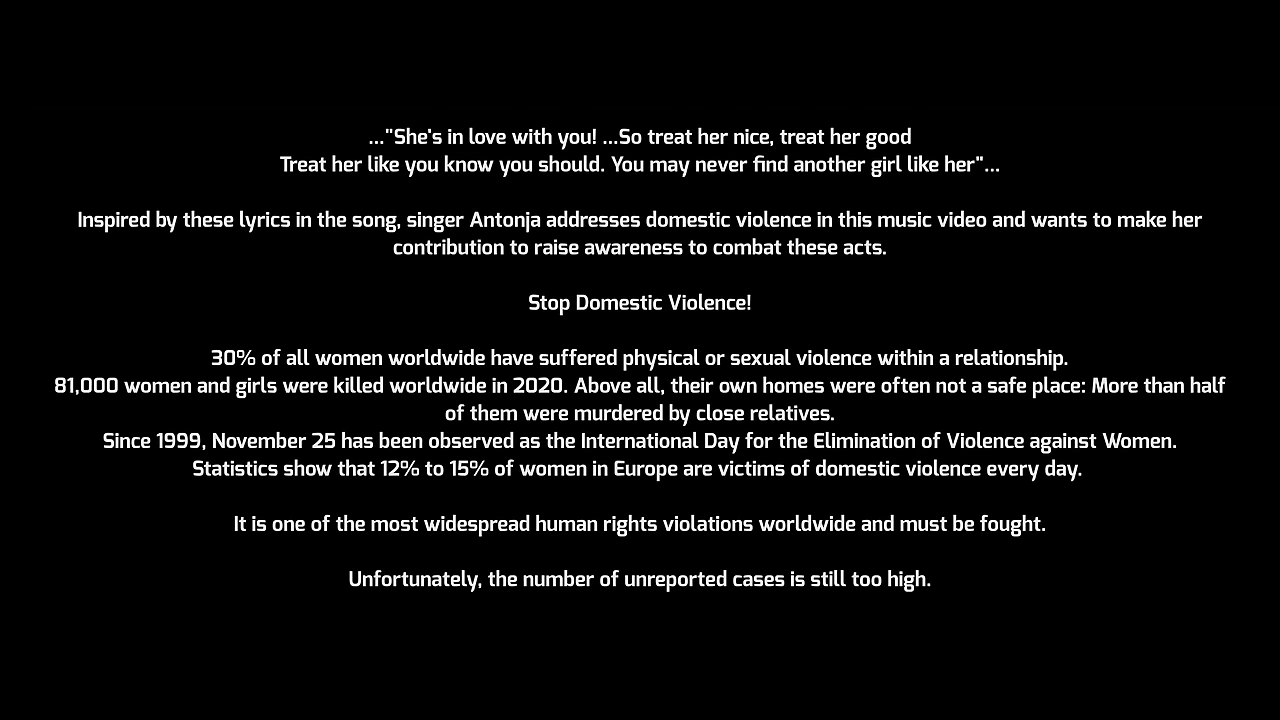 ..."She's in love with you! ...So treat her nice, treat her good
Treat her like you know you should. You may never find another girl like her"...
Inspired by these lyrics in the song, singer Antonja addresses domestic violence in this music video and wants to make her
contribution to raise awareness to combat these acts.
Stop Domestic Violence!
30% of all women worldwide have suffered physical or sexual violence within a relationship.
81,000 women and girls were killed worldwide in 2020. Above all, their own homes were often not a safe place: More than half
of them were murdered by close relatives.
Since 1999, November 25 has been observed as the International Day for the Elimination of Violence against Women.
Statistics show that 12% to 15% of women in Europe are victims of domestic violence every day.
It is one of the most widespread human rights violations worldwide and must be fought.
Unfortunately, the number of unreported cases is still too high.